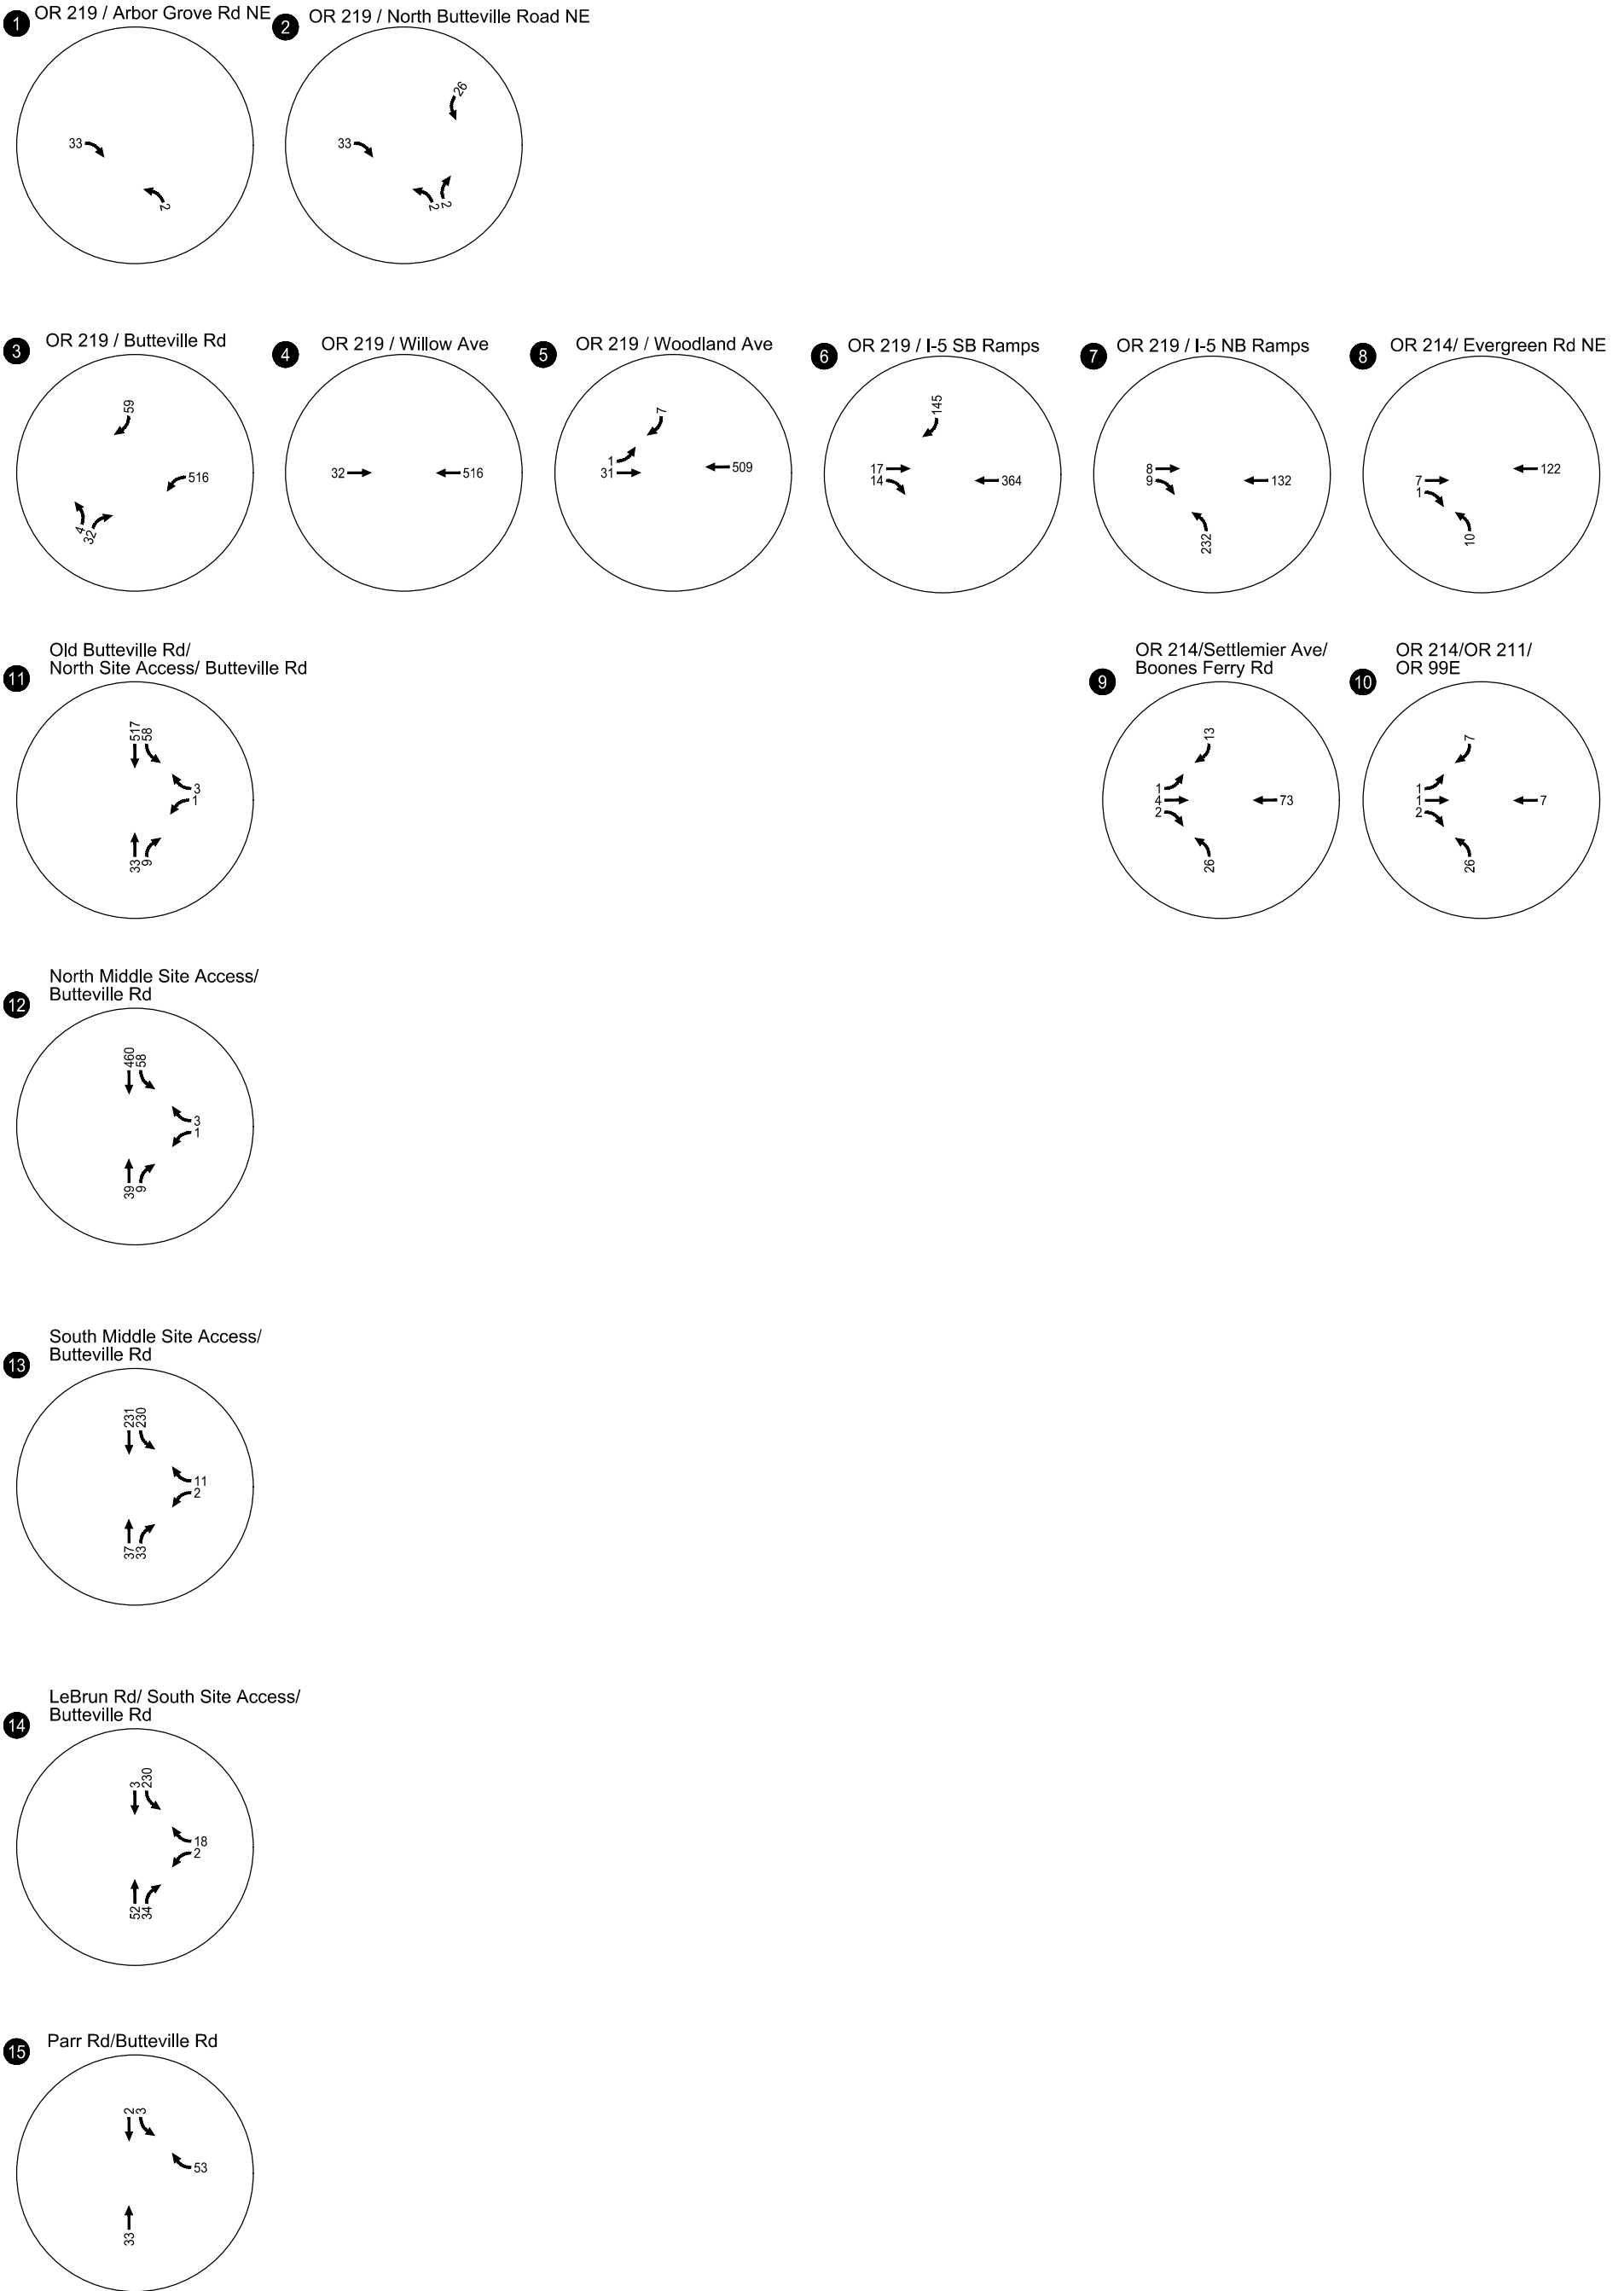 1 OR 219 / Arbor Grove Rd NE
33
2
2 OR 219 / North Butteville Road NE
26
33
2 2
3 OR 219 / Butteville Rd
59
516
4 32
4 OR 219 / Willow Ave
32 516
5 OR 219 / Woodland Ave
7
1
31
509
6 OR 219 / I-5 SB Ramps
145
17
14
364
7 OR 219 / I-5 NB Ramps
8
9
132
232
8 OR 214/ Evergreen Rd NE
122
7
1
10
Old Butteville Rd/
11 North Site Access/ Butteville Rd
517 58
3
1
33 9
OR 214/Settlemier Ave/
9 Boones Ferry Rd
13
1
4
2
73
26
OR 214/OR 211/
10 OR 99E
7
1
1
2
7
26
North Middle Site Access/
12 Butteville Rd
460 58
3
1
39 9
South Middle Site Access/
13 Butteville Rd
231 230
11
2
37 33
LeBrun Rd/ South Site Access/
14 Butteville Rd
3 230
18
2
52 34
15 Parr Rd/Butteville Rd
2 3
53
33